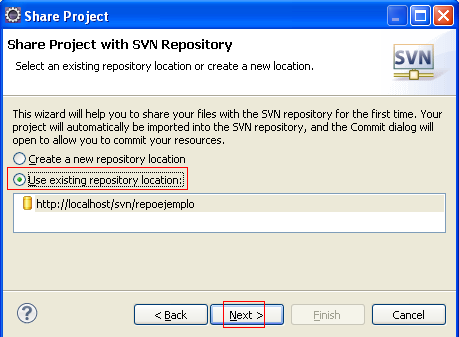 Share Project
Share Project with SVN Repository
Select an existing repository location or create a new location.
SVN
This wizard will help you to share your files with the SVN repository for the first time. Your
project will automatically be imported into the SVN repository, and the Commit dialog will
open to allow you to commit your resources.
Create a new repository location
Use existing repository location:
http://localhost/svn/repoejemplo
?
< Back
Next >
Finish
Cancel